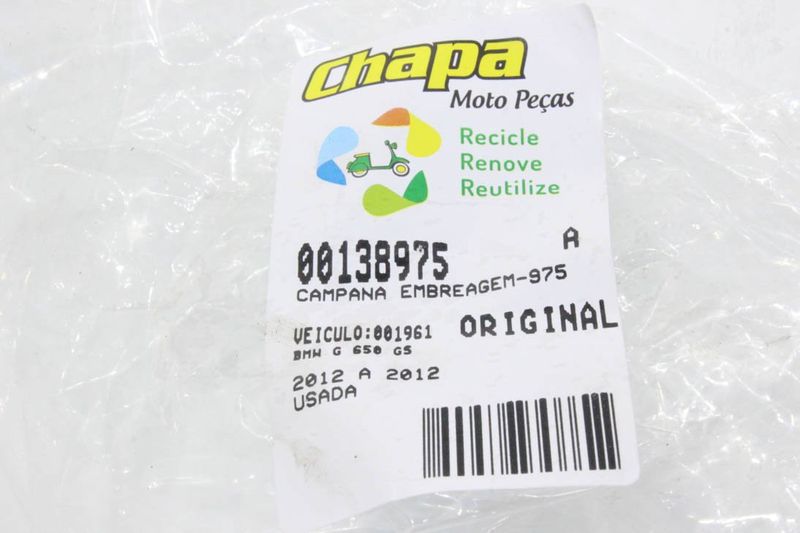 Chapa
Moto Peças
Recicle
Renove
Reutilize
A
00138975
CAMPANA EMBREAGEM-975
VEICULO:001961 ORIGINAL
BMW G 650 GS
2012 A 2012
USADA